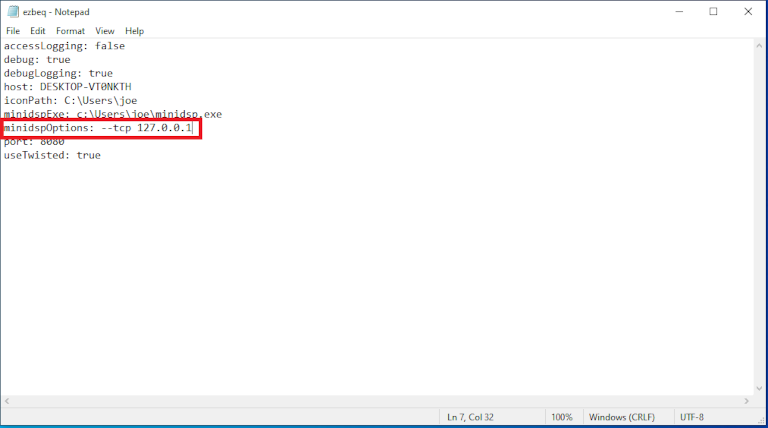 ezbeq - Notepad
File Edit Format View Help
accessLogging: false
debug: true
debugLogging: true
host: DESKTOP-VT0NKTH
iconPath: C:\Users\joe
minidspExe: c:\Users\joe\minidsp.exe
minidspOptions: --tcp 127.0.0.1
port: 8080
useTwisted: true
Ln 7, Col 32 100% Windows (CRLF) UTF-8